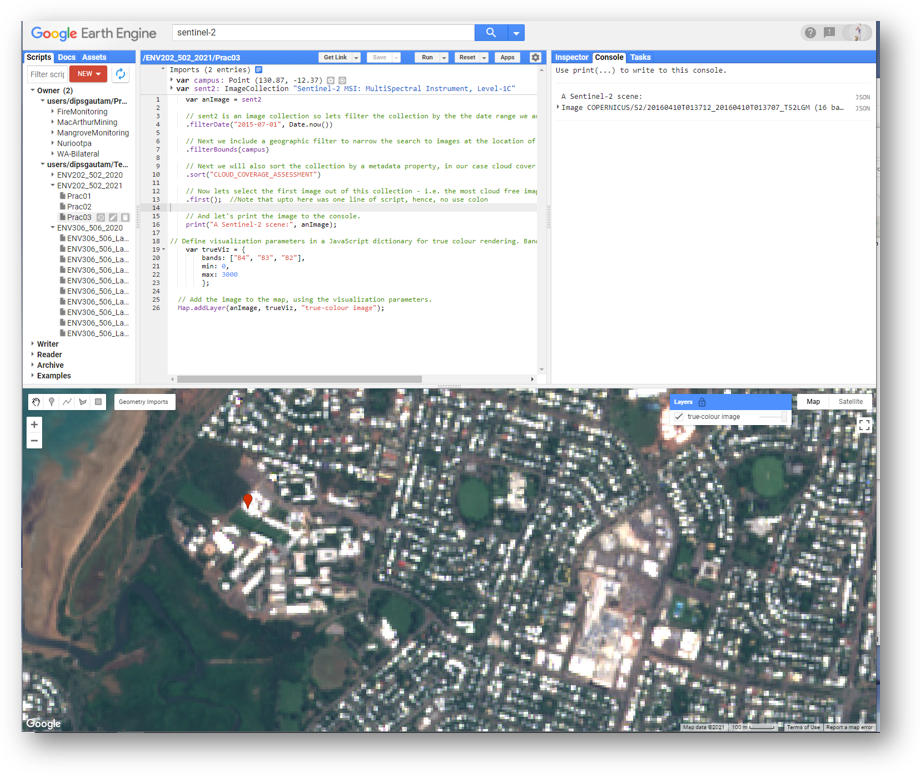 Google Earth Engine
sentinel-2
Scripts Docs Assets
Filter scrip
NEW
Owner (2)
users/dipsgautam/Pr...
FireMonitoring
MacArthurMining
MangroveMonitoring
Nuriootpa
WA-Bilateral
users/dipsgautam/Te...
ENV202_502_2020
ENV202_502_2021
Prac01
Prac02
Prac03
ENV306_506_2020
ENV306_506_La...
ENV306_506_La...
ENV306_506_La...
ENV306_506_La...
ENV306_506_La...
ENV306_506_La...
ENV306_506_La...
ENV306_506_La...
ENV306_506_La...
ENV306_506_La...
Writer
Reader
Archive
Examples
/ENV202_502_2021/Prac03
Get Link Save Run Reset Apps
Imports (2 entries)
var campus: Point (130.87, -12.37)
var sent2: ImageCollection "Sentinel-2 MSI: MultiSpectral Instrument, Level-1C"
1 var anImage = sent2
2
3 // sent2 is an image collection so lets filter the collection by the the date range we a
4 .filterDate("2015-07-01", Date.now())
5
6 // Next we include a geographic filter to narrow the search to images at the location of
7 .filterBounds(campus)
8
9 // Next we will also sort the collection by a metadata property, in our case cloud cover
10 .sort("CLOUD_COVERAGE_ASSESSMENT")
11
12 // Now lets select the first image out of this collection - i.e. the most cloud free imag
13 .first(); //Note that upto here was one line of script, hence, no use colon
14
15 // And let's print the image to the console.
16 print("A Sentinel-2 scene:", anImage);
17
18 // Define visualization parameters in a JavaScript dictionary for true colour rendering. Band
19 var trueViz = {
20 bands: ["B4", "B3", "B2"],
21 min: 0,
22 max: 3000
23 };
24
25 // Add the image to the map, using the visualization parameters.
26 Map.addLayer(anImage, trueViz, "true-colour image");
Inspector Console Tasks
Use print(...) to write to this console.
A Sentinel-2 scene: JSON
Image COPERNICUS/S2/20160410T013712_20160410T013707_T52LGM (16 ba... JSON
Geometry Imports
+
−
Layers
true-colour image
Map Satellite
Google
Map data ©2021 100 m Terms of Use Report a map error